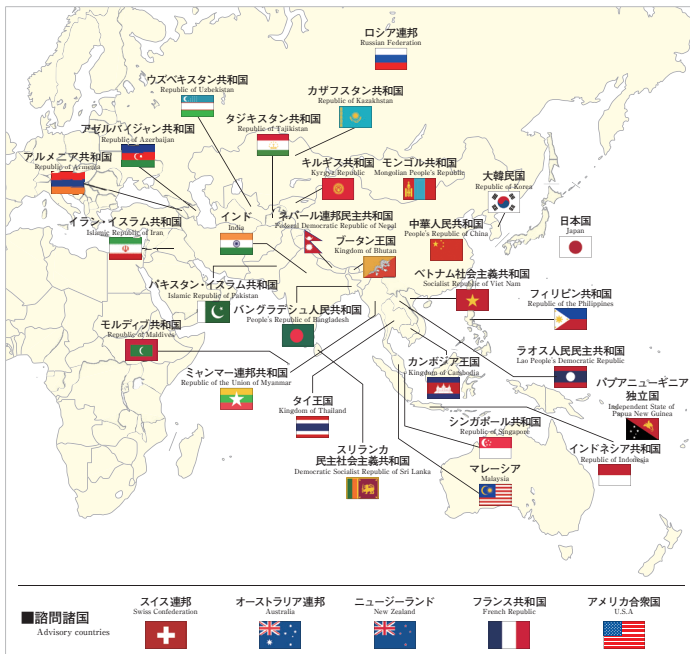 ロシア連邦
Russian Federation
ウズベキスタン共和国
Republic of Uzbekistan
カザフスタン共和国
Republic of Kazakhstan
タジキスタン共和国
Republic of Tajikistan
アゼルバイジャン共和国
Republic of Azerbaijan
アルメニア共和国
Republic of Armenia
キルギス共和国
Kyrgyz Republic
モンゴル共和国
Mongolian People's Republic
大韓民国
Republic of Korea
イラン・イスラム共和国
Islamic Republic of Iran
インド
India
ネパール連邦民主共和国
Federal Democratic Republic of Nepal
ブータン王国
Kingdom of Bhutan
中華人民共和国
People's Republic of China
日本国
Japan
パキスタン・イスラム共和国
Islamic Republic of Pakistan
バングラデシュ人民共和国
People's Republic of Bangladesh
ベトナム社会主義共和国
Socialist Republic of Viet Nam
フィリピン共和国
Republic of the Philippines
モルディブ共和国
Republic of Maldives
ミャンマー連邦共和国
Republic of the Union of Myanmar
カンボジア王国
Kingdom of Cambodia
ラオス人民民主共和国
Lao People's Democratic Republic
タイ王国
Kingdom of Thailand
パプアニューギニア
独立国
Independent State of
Papua New Guinea
シンガポール共和国
Republic of Singapore
インドネシア共和国
Republic of Indonesia
スリランカ
民主社会主義共和国
Democratic Socialist Republic of Sri Lanka
マレーシア
Malaysia
■諮問諸国
Advisory countries
スイス連邦
Swiss Confederation
オーストラリア連邦
Australia
ニュージーランド
New Zealand
フランス共和国
French Republic
アメリカ合衆国
U.S.A